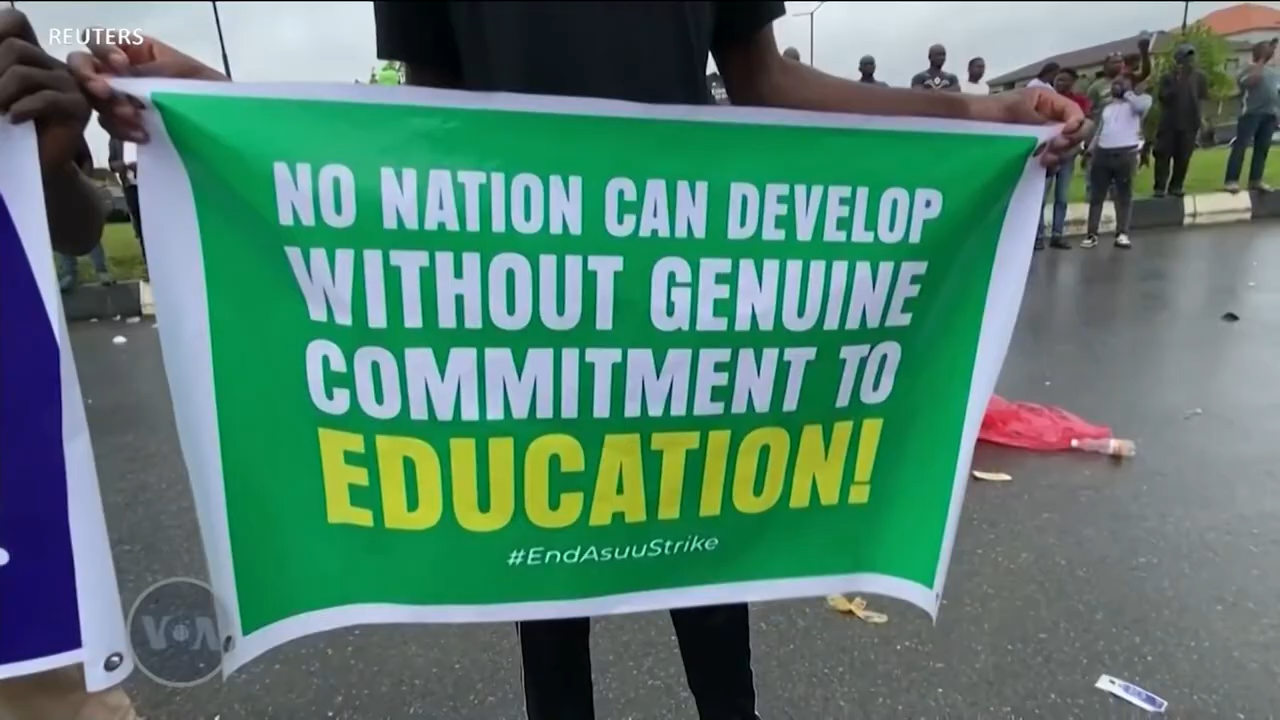 REUTERS
NO NATION CAN DEVELOP
WITHOUT GENUINE
COMMITMENT TO
EDUCATION!
#EndAsuuStrike
VOA